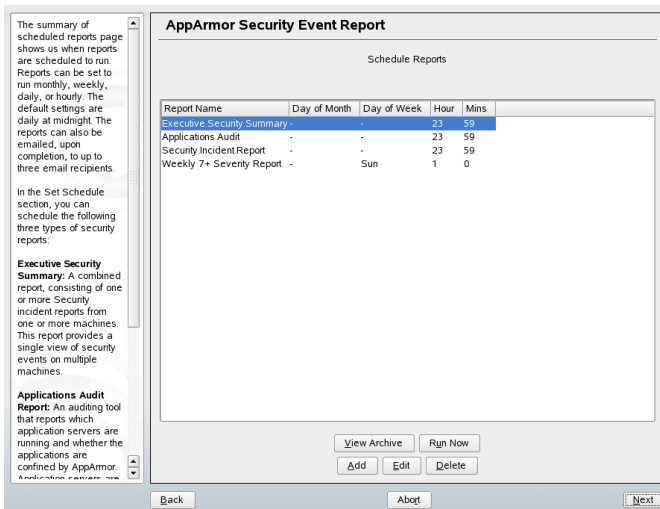 The summary of
scheduled reports page
shows us when reports
are scheduled to run.
Reports can be set to
run monthly, weekly,
daily, or hourly. The
default settings are
daily at midnight. The
reports can also be
emailed, upon
completion, to up to
three email recipients.
In the Set Schedule
section, you can
schedule the following
three types of security
reports:
Executive Security
Summary: A combined
report, consisting of one
or more Security
incident reports from
one or more machines.
This report provides a
single view of security
events on multiple
machines.
Applications Audit
Report: An auditing tool
that reports which
application servers are
running and whether the
applications are
confined by AppArmor.
Application servers are
AppArmor Security Event Report
Schedule Reports
Report Name Day of Month Day of Week Hour Mins
Executive.Security.Summary - - 23 59
Applications.Audit - - 23 59
Security.Incident.Report - - 23 59
Weekly 7+ Severity Report - Sun 1 0
View Archive Run Now
Add Edit Delete
Back Abort Next